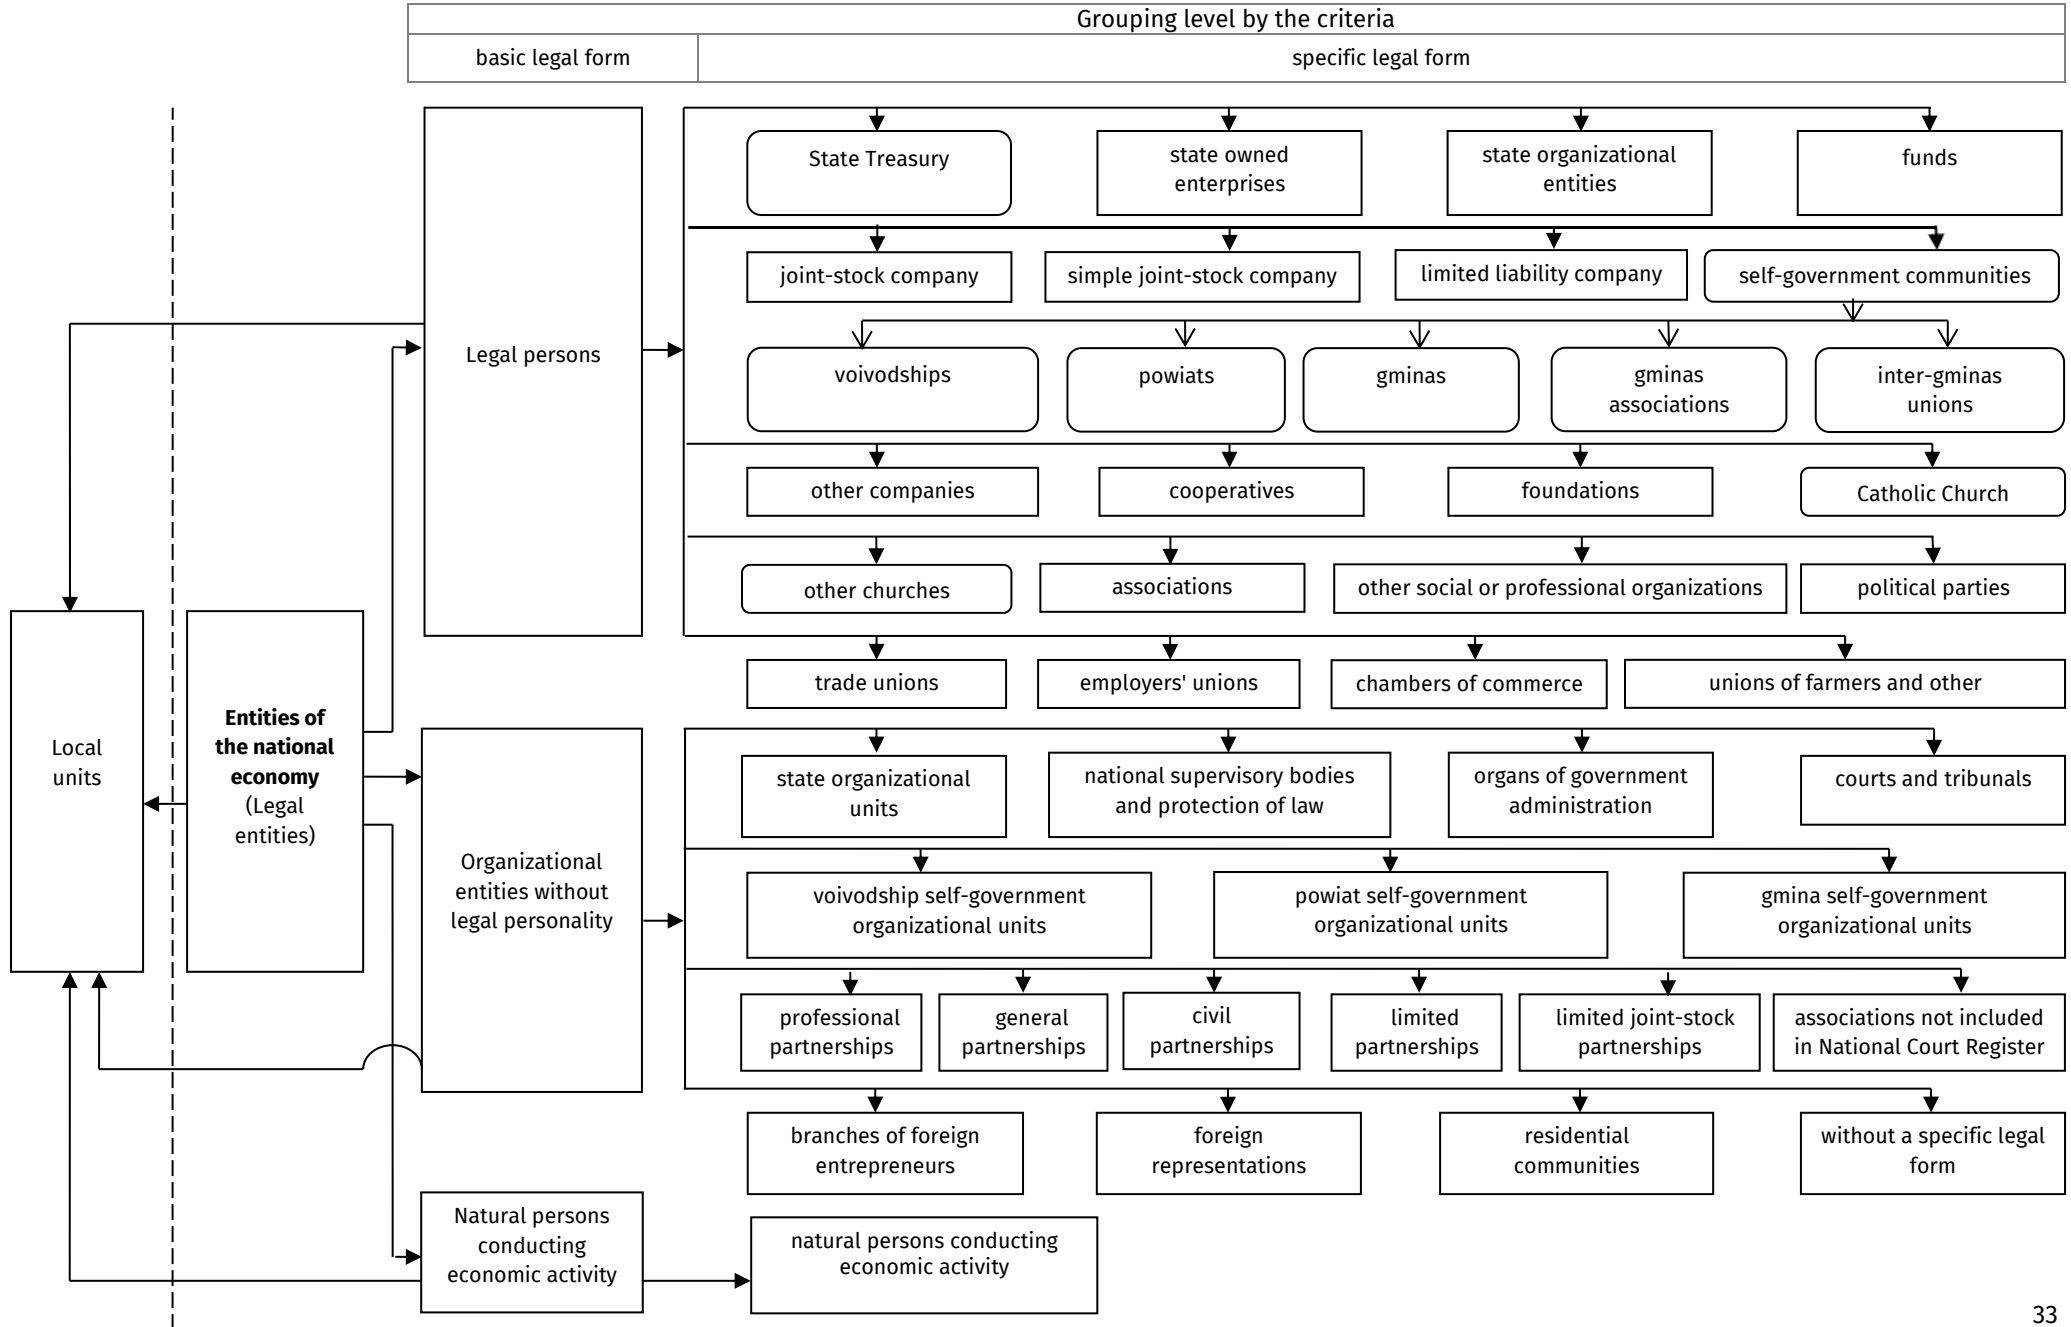 Grouping level by the criteria
basic legal form
specific legal form
State Treasury
state owned
enterprises
state organizational
entities
funds
joint-stock company
simple joint-stock company
limited liability company
self-government communities
Legal persons
voivodships
powiats
gminas
gminas
associations
inter-gminas
unions
other companies
cooperatives
foundations
Catholic Church
other churches
associations
other social or professional organizations
political parties
trade unions
employers' unions
chambers of commerce
unions of farmers and other
Local
units
Entities of
the national
economy
(Legal
entities)
Organizational
entities without
legal personality
state organizational
units
national supervisory bodies
and protection of law
organs of government
administration
courts and tribunals
voivodship self-government
organizational units
powiat self-government
organizational units
gmina self-government
organizational units
professional
partnerships
general
partnerships
civil
partnerships
limited
partnerships
limited joint-stock
partnerships
associations not included
in National Court Register
branches of foreign
entrepreneurs
foreign
representations
residential
communities
without a specific legal
form
Natural persons
conducting
economic activity
natural persons conducting
economic activity
33